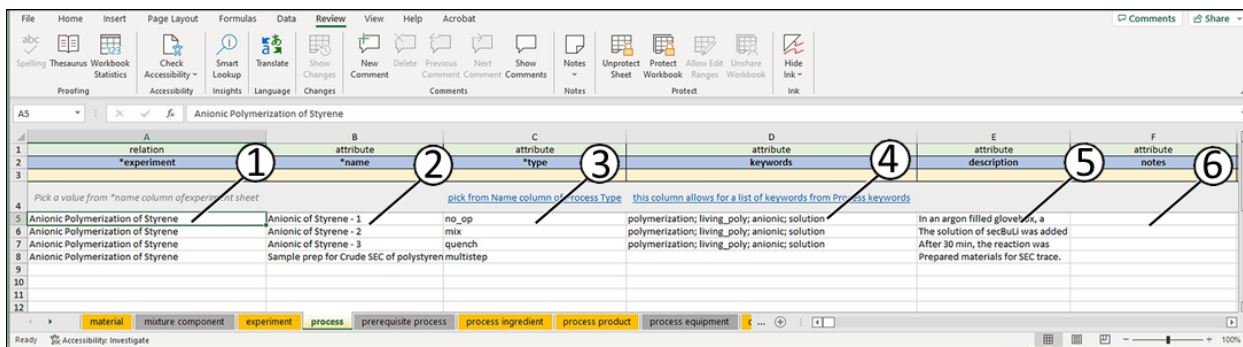 File Home Insert Page Layout Formulas Data Review View Help Acrobat Comments Share
abc
Spelling Thesaurus Workbook Statistics Check Accessibility Smart Lookup Translate Show Changes New Comment Delete Previous Comment Next Comment Show Comments Notes Unprotect Sheet Protect Workbook Allow Edit Ranges Unshare Workbook Hide Ink
Proofing Accessibility Insights Language Changes Comments Notes Protect Ink
A5 fx Anionic Polymerization of Styrene
A B C D E F
1 relation attribute attribute attribute attribute attribute
2 *experiment *name *type keywords description notes
3
1 2 3 4 5 6
4 Pick a value from *name column of experiment sheet pick from Name column of Process Type this column allows for a list of keywords from Process keywords
5 Anionic Polymerization of Styrene Anionic of Styrene - 1 no_op polymerization; living_poly; anionic; solution In an argon filled glovebox, a
6 Anionic Polymerization of Styrene Anionic of Styrene - 2 mix polymerization; living_poly; anionic; solution The solution of secBuLi was added
7 Anionic Polymerization of Styrene Anionic of Styrene - 3 quench polymerization; living_poly; anionic; solution After 30 min, the reaction was
8 Anionic Polymerization of Styrene Sample prep for Crude SEC of polystyren multistep Prepared materials for SEC trace.
9
10
11
12
material mixture component experiment process prerequisite process process ingredient process product process equipment c ...
Ready Accessibility: Investigate 100%